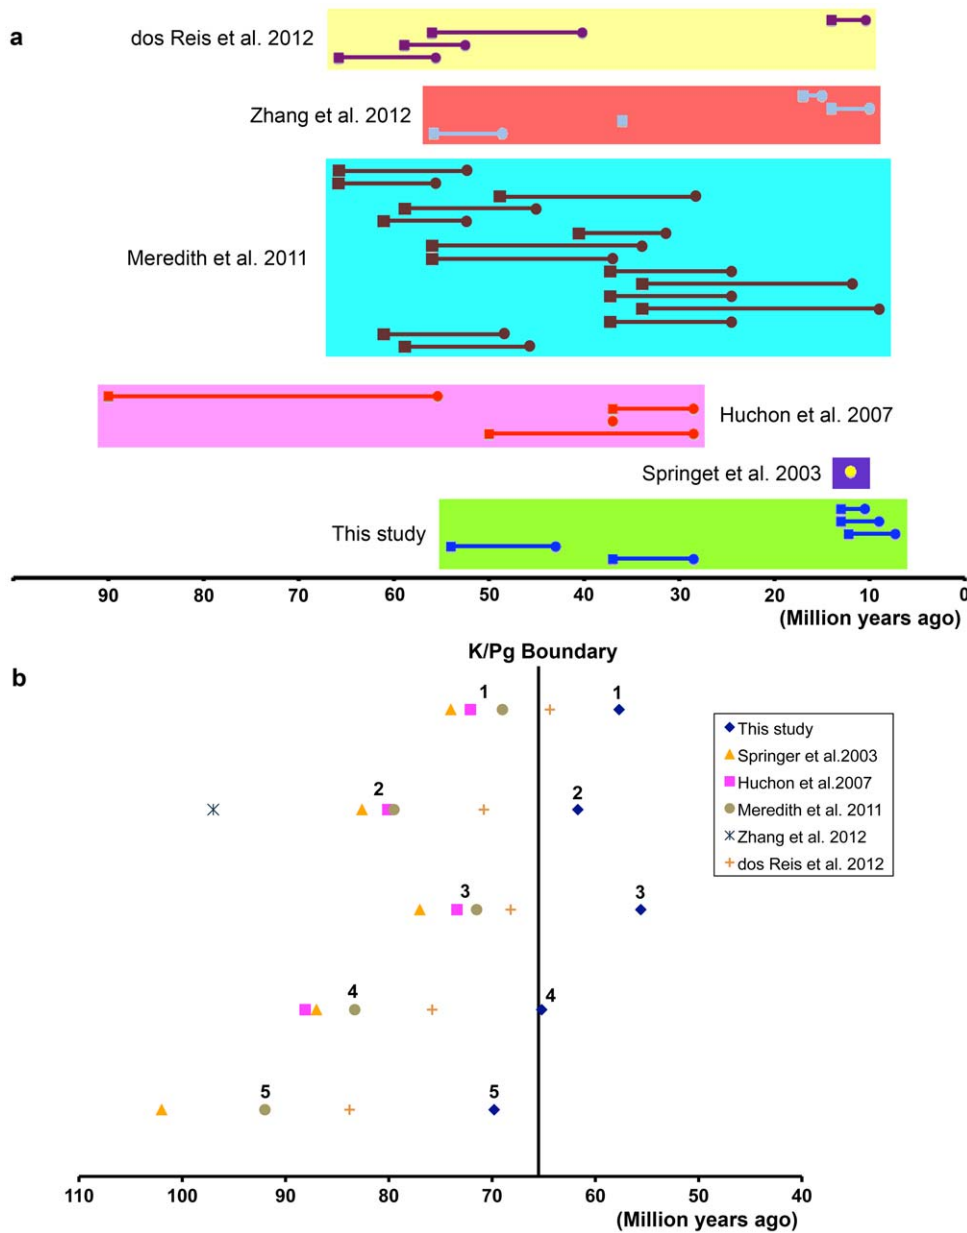 a
dos Reis et al. 2012
Zhang et al. 2012
Meredith et al. 2011
Huchon et al. 2007
Springet et al. 2003
This study
90 80 70 60 50 40 30 20 10 0
(Million years ago)
b
K/Pg Boundary
1 1
2 2
3 3
4 4
5 5
This study
Springer et al.2003
Huchon et al.2007
Meredith et al. 2011
Zhang et al. 2012
dos Reis et al. 2012
110 100 90 80 70 60 50 40
(Million years ago)